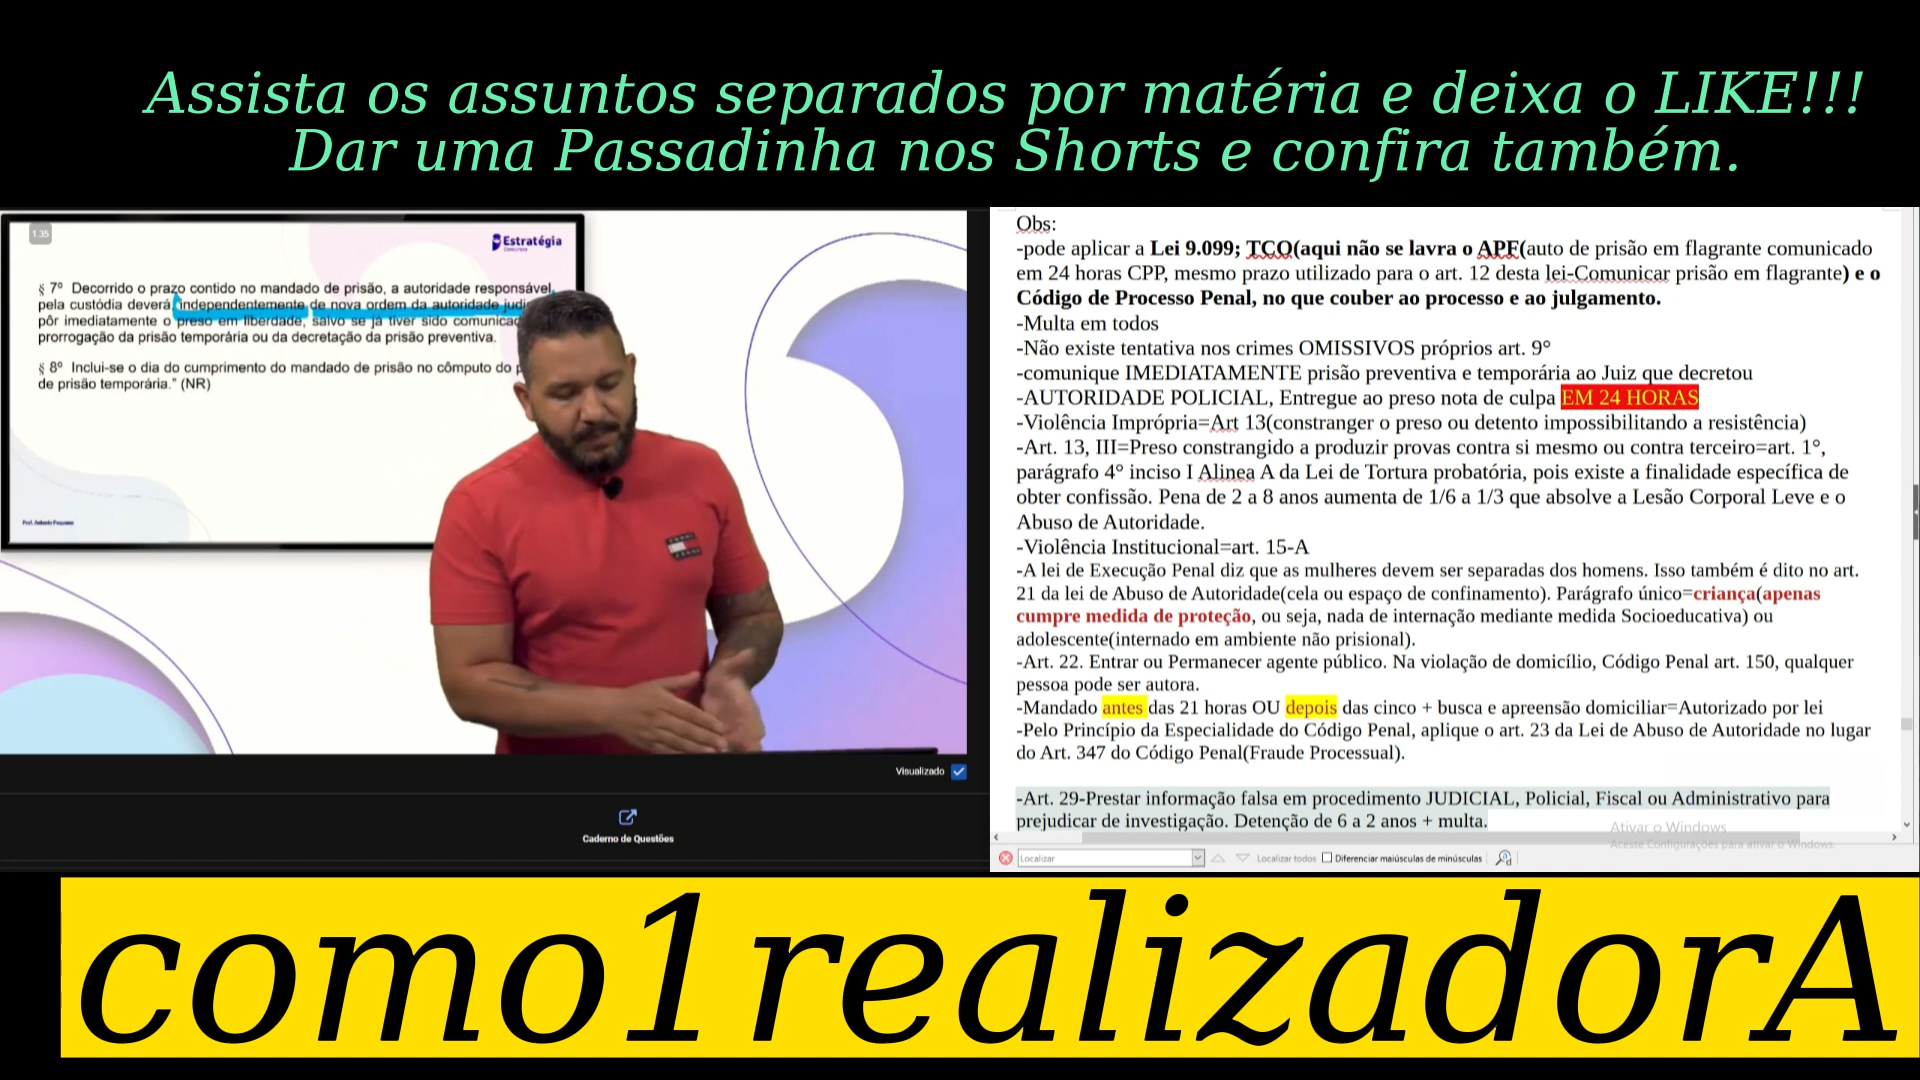 Assista os assuntos separados por matéria e deixa o LIKE!!!
Dar uma Passadinha nos Shorts e confira também.
1.35
Estratégia
Concursos
§ 7º Decorrido o prazo contido no mandado de prisão, a autoridade responsável
pela custódia deverá, independentemente de nova ordem da autoridade
pôr imediatamente o preso em liberdade, salvo se já tiver sido
prorrogação da prisão temporária ou da decretação da prisão preventiva.
§ 8º Inclui-se o dia do cumprimento do mandado de prisão no cômputo do
de prisão temporária.” (NR)
Prof. Antonio Pequeno
Visualizado
Caderno de Questões
Obs:
-pode aplicar a Lei 9.099; TCO(aqui não se lavra o APF(auto de prisão em flagrante comunicado
em 24 horas CPP, mesmo prazo utilizado para o art. 12 desta lei-Comunicar prisão em flagrante) e o
Código de Processo Penal, no que couber ao processo e ao julgamento.
-Multa em todos
-Não existe tentativa nos crimes OMISSIVOS próprios art. 9°
-comunique IMEDIATAMENTE prisão preventiva e temporária ao Juiz que decretou
-AUTORIDADE POLICIAL, Entregue ao preso nota de culpa EM 24 HORAS
-Violência Imprópria=Art 13(constranger o preso ou detento impossibilitando a resistência)
-Art. 13, III=Preso constrangido a produzir provas contra si mesmo ou contra terceiro=art. 1°,
parágrafo 4° inciso I Alinea A da Lei de Tortura probatória, pois existe a finalidade específica de
obter confissão. Pena de 2 a 8 anos aumenta de 1/6 a 1/3 que absolve a Lesão Corporal Leve e o
Abuso de Autoridade.
-Violência Institucional=art. 15-A
-A lei de Execução Penal diz que as mulheres devem ser separadas dos homens. Isso também é dito no art.
21 da lei de Abuso de Autoridade(cela ou espaço de confinamento). Parágrafo único=criança(apenas
cumpre medida de proteção, ou seja, nada de internação mediante medida Socioeducativa) ou
adolescente(internado em ambiente não prisional).
-Art. 22. Entrar ou Permanecer agente público. Na violação de domicílio, Código Penal art. 150, qualquer
pessoa pode ser autora.
-Mandado antes das 21 horas OU depois das cinco + busca e apreensão domiciliar=Autorizado por lei
-Pelo Princípio da Especialidade do Código Penal, aplique o art. 23 da Lei de Abuso de Autoridade no lugar
do Art. 347 do Código Penal(Fraude Processual).
-Art. 29-Prestar informação falsa em procedimento JUDICIAL, Policial, Fiscal ou Administrativo para
prejudicar de investigação. Detenção de 6 a 2 anos + multa.
Ativar o Windows
Acesse Configurações para ativar o Windows.
Localizar
Localizar todos
Diferenciar maiúsculas de minúsculas
como1realizadorA